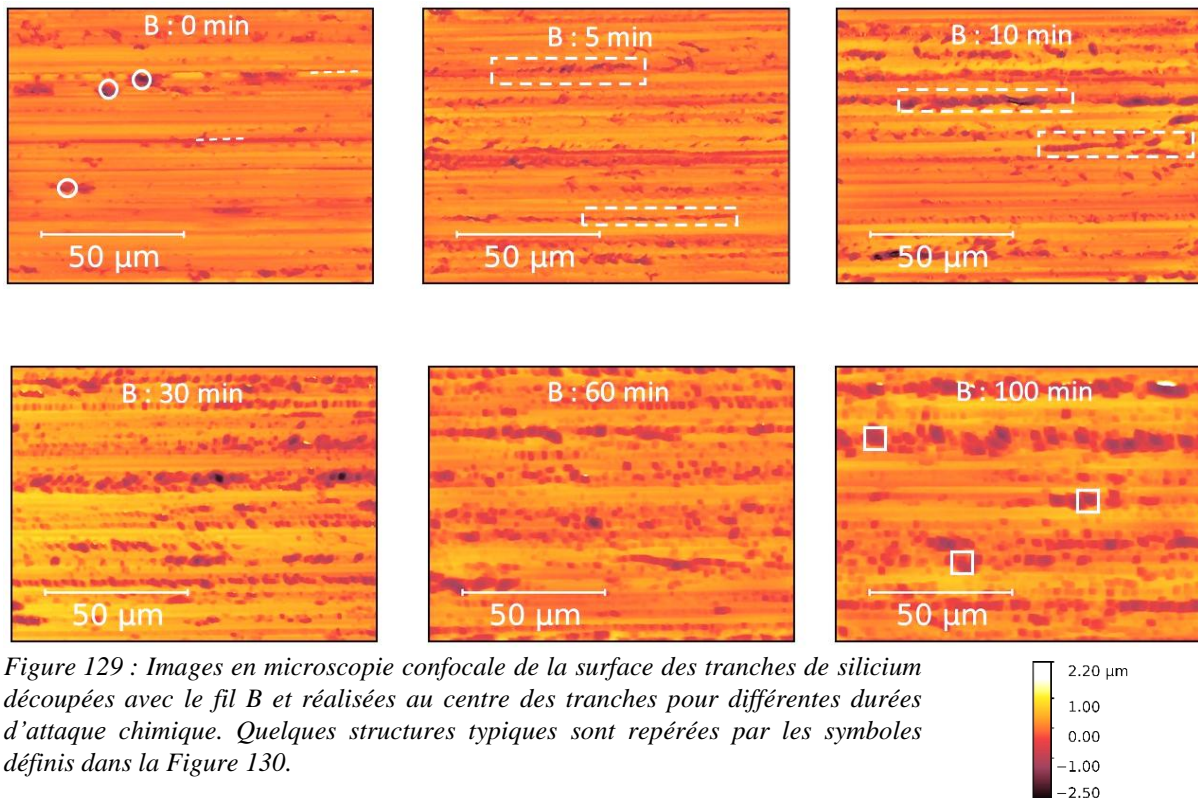 B : 0 min
B : 5 min
B : 10 min
50 µm
50 µm
50 µm
B : 30 min
B : 60 min
B : 100 min
50 µm
50 µm
50 µm
Figure 129 : Images en microscopie confocale de la surface des tranches de silicium
découpées avec le fil B et réalisées au centre des tranches pour différentes durées
d'attaque chimique. Quelques structures typiques sont repérées par les symboles
définis dans la Figure 130.
2.20 µm
1.00
0.00
−1.00
−2.50